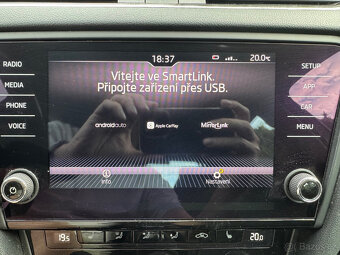 18:37 20.0°C
RADIO
MEDIA
PHONE
VOICE
SETUP
APP
CAR
MENU
Vítejte ve SmartLink.
Připojte zařízení přes USB.
androidauto Apple CarPlay MirrorLink
Info Nastavení
19.5 20.0